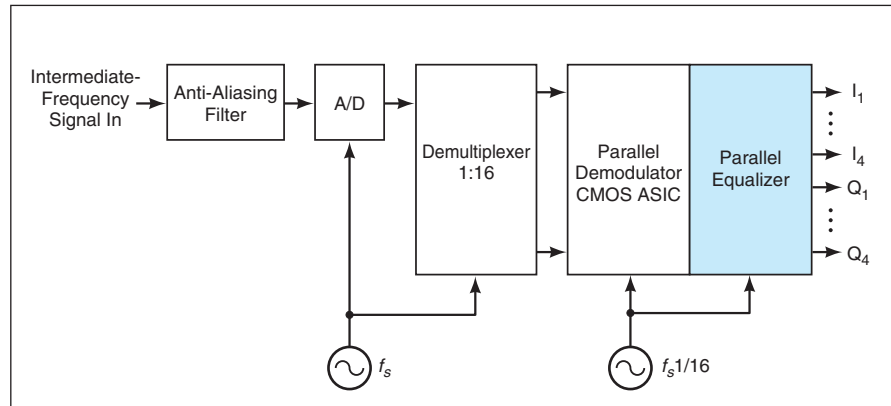 Intermediate-
Frequency
Signal In
Anti-Aliasing
Filter
A/D
Demultiplexer
1:16
Parallel
Demodulator
CMOS ASIC
Parallel
Equalizer
I1
I4
Q1
Q4
fs
fs1/16